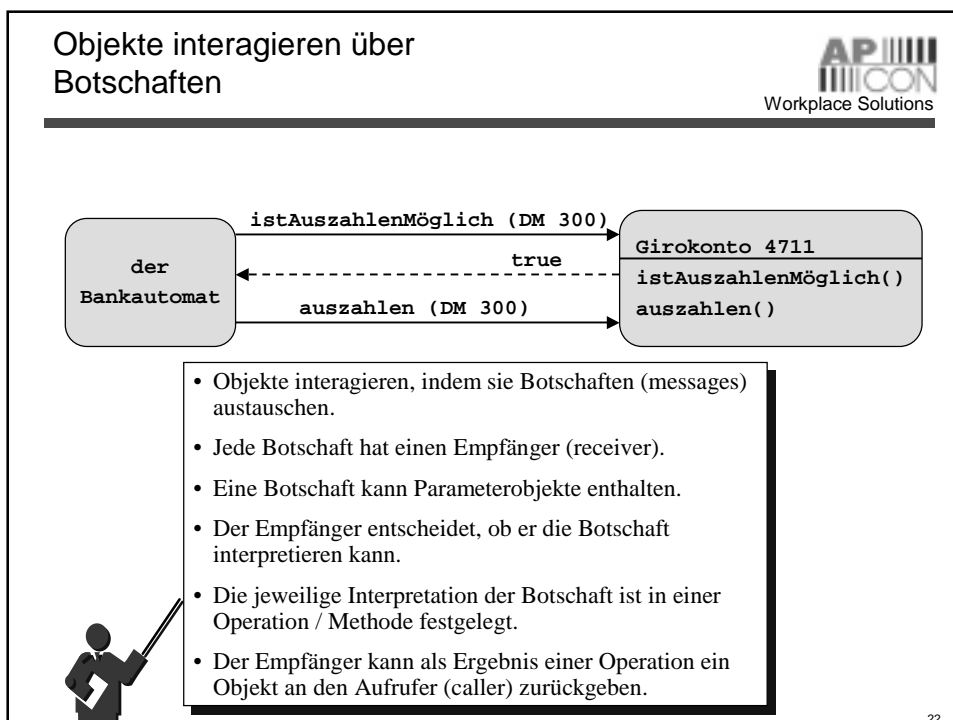 Objekte interagieren über
Botschaften
AP
CON
Workplace Solutions
istAuszahlenMöglich (DM 300)
true
auszahlen (DM 300)
der
Bankautomat
Girokonto 4711
istAuszahlenMöglich()
auszahlen()
• Objekte interagieren, indem sie Botschaften (messages)
austauschen.
• Jede Botschaft hat einen Empfänger (receiver).
• Eine Botschaft kann Parameterobjekte enthalten.
• Der Empfänger entscheidet, ob er die Botschaft
interpretieren kann.
• Die jeweilige Interpretation der Botschaft ist in einer
Operation / Methode festgelegt.
• Der Empfänger kann als Ergebnis einer Operation ein
Objekt an den Aufrufer (caller) zurückgeben.
22